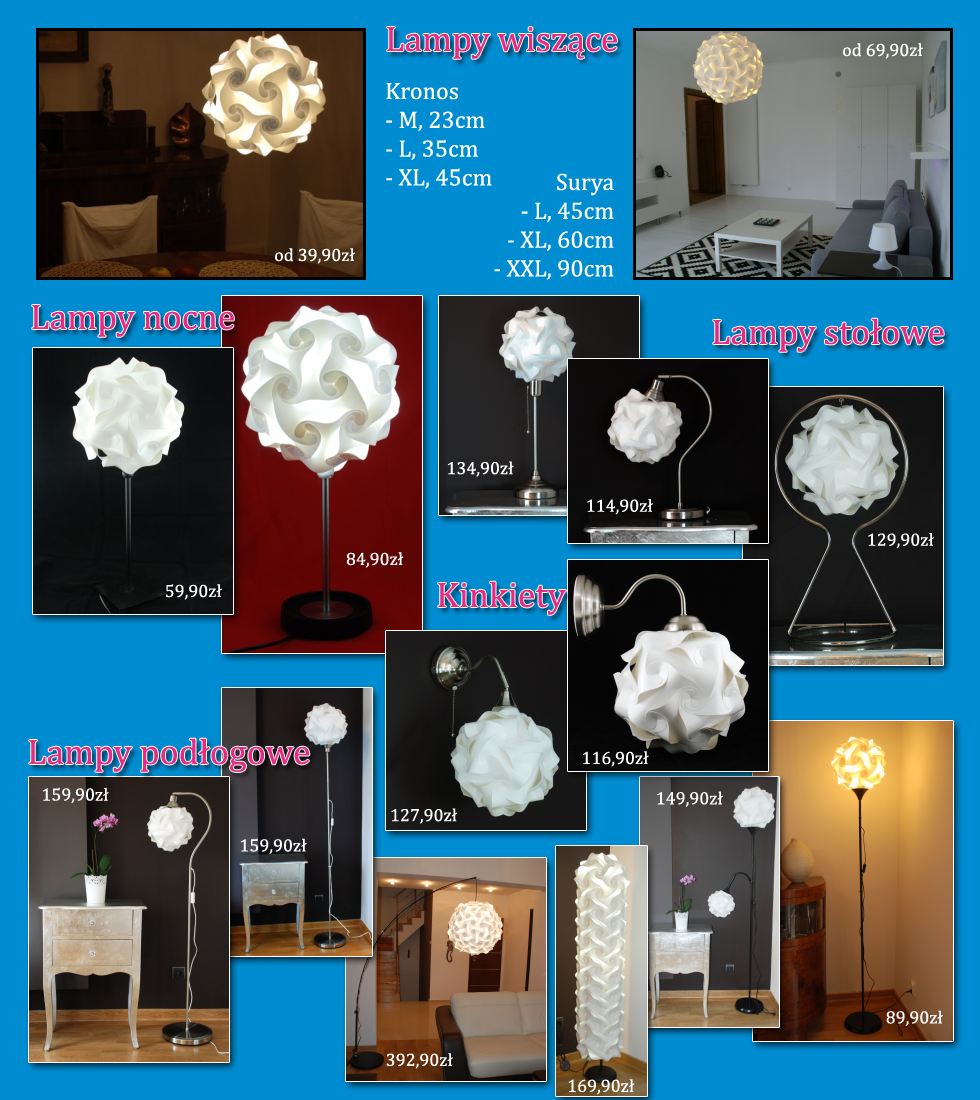 Lampy wiszące
od 69,90zł
Kronos
- M, 23cm
- L, 35cm
- XL, 45cm
Surya
- L, 45cm
- XL, 60cm
- XXL, 90cm
od 39,90zł
Lampy nocne
Lampy stołowe
134,90zł
114,90zł
129,90zł
84,90zł
59,90zł
Kinkiety
116,90zł
127,90zł
Lampy podłogowe
159,90zł
159,90zł
149,90zł
89,90zł
392,90zł
169,90zł